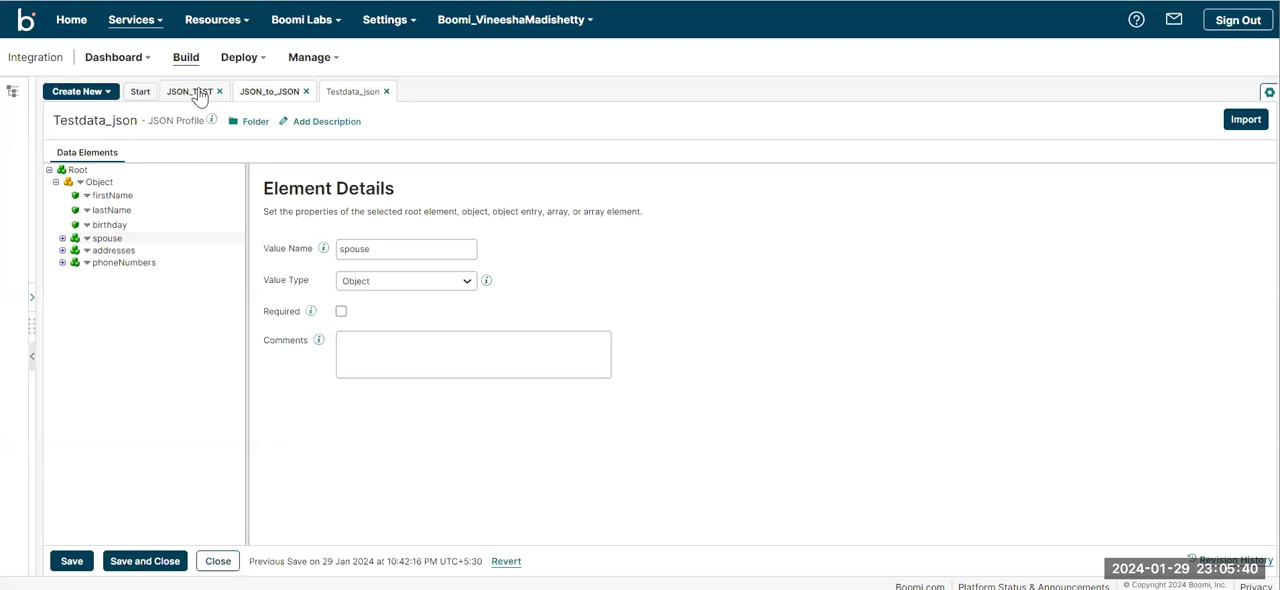 b Home Services Resources Boomi Labs Settings Boomi_VineeshaMadishetty ? Sign Out
Integration Dashboard Build Deploy Manage
Create New Start JSON_TEST × JSON_to_JSON × Testdata_json ×
Testdata_json - JSON Profile i Folder Add Description Import
Data Elements
Root
Object
firstName
lastName
birthday
spouse
addresses
phoneNumbers
Element Details
Set the properties of the selected root element, object, object entry, array, or array element.
Value Name i spouse
Value Type Object i
Required i
Comments i
Save Save and Close Close Previous Save on 29 Jan 2024 at 10:42:16 PM UTC+5:30 Revert Revision History
2024-01-29 23:05:40
Boomi.com Platform Status & Announcements © Copyright 2024 Boomi, Inc. Privacy